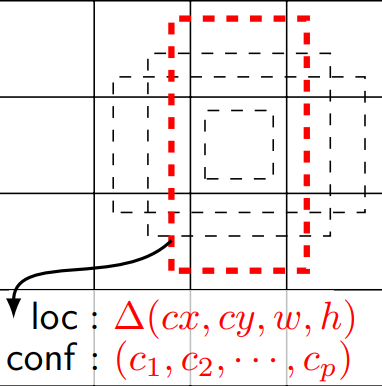 loc : Δ(cx, cy, w, h)
conf : (c₁, c₂, ⋯, cₚ)